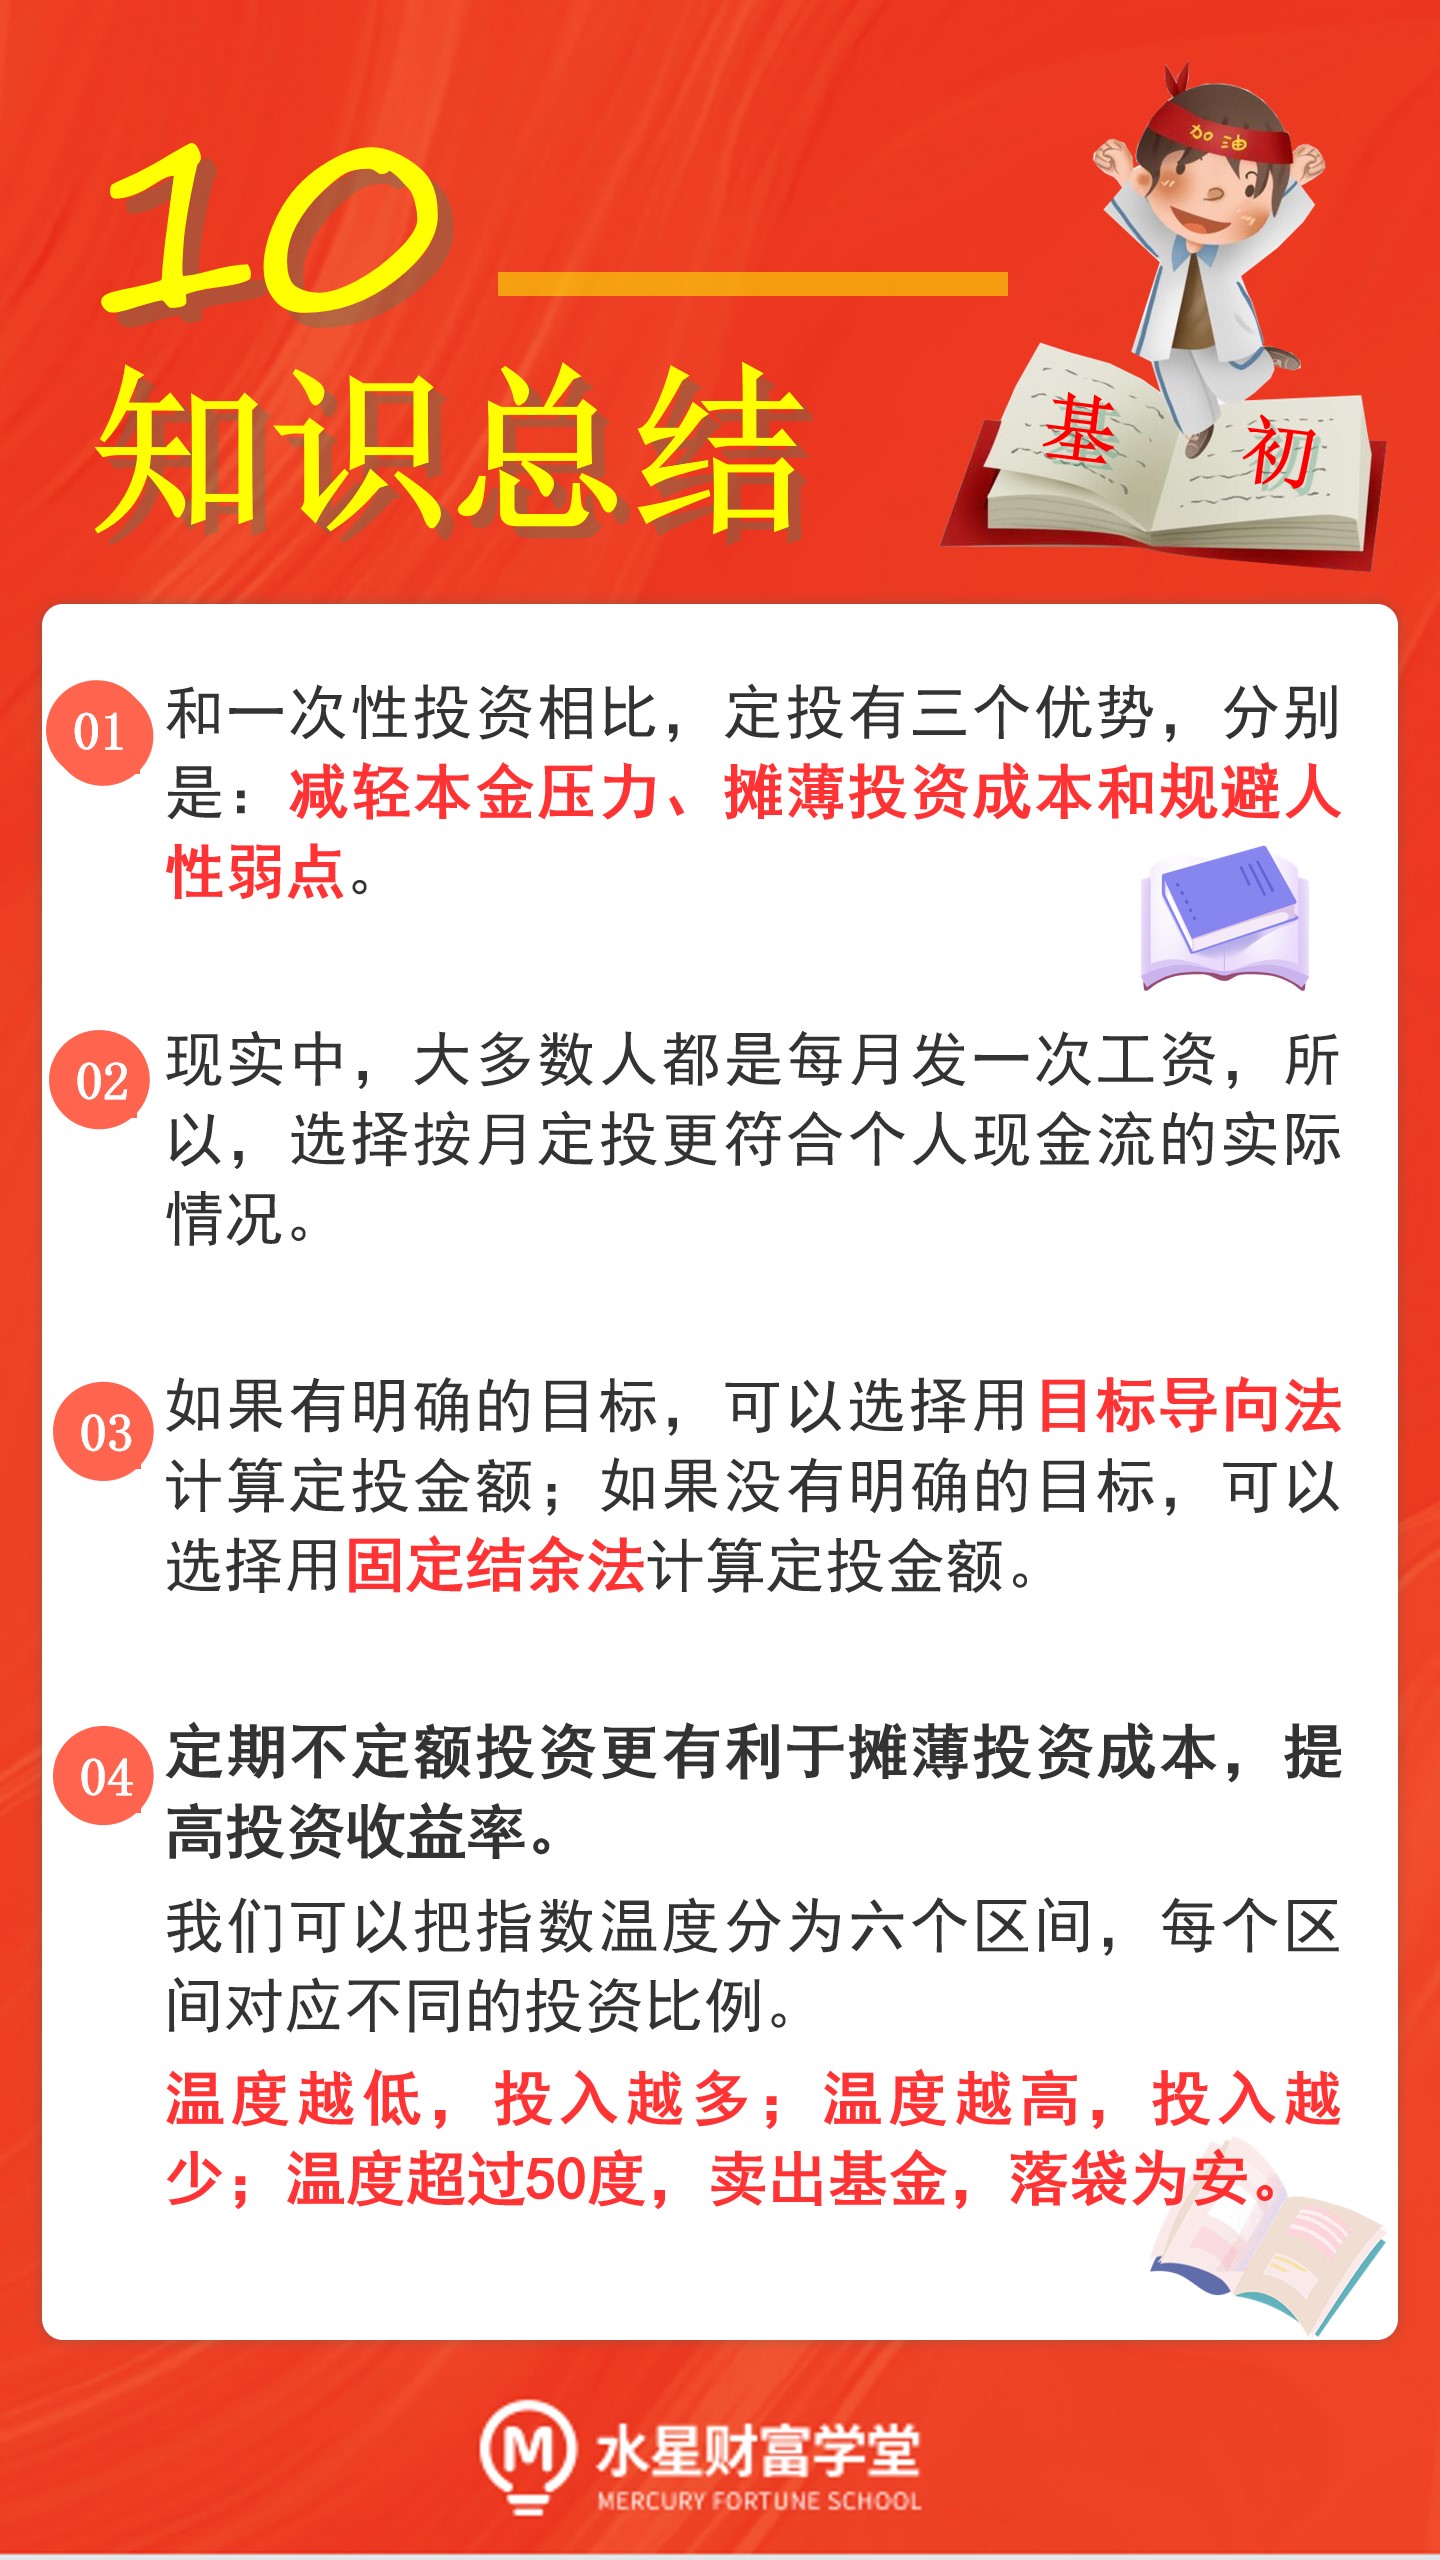 10
加油
知识总结
基 初
01
和一次性投资相比，定投有三个优势，分别
是：减轻本金压力、摊薄投资成本和规避人
性弱点。
02
现实中，大多数人都是每月发一次工资，所
以，选择按月定投更符合个人现金流的实际
情况。
03
如果有明确的目标，可以选择用目标导向法
计算定投金额；如果没有明确的目标，可以
选择用固定结余法计算定投金额。
04
定期不定额投资更有利于摊薄投资成本，提
高投资收益率。
我们可以把指数温度分为六个区间，每个区
间对应不同的投资比例。
温度越低，投入越多；温度越高，投入越
少；温度超过50度，卖出基金，落袋为安。
M 水星财富学堂
MERCURY FORTUNE SCHOOL